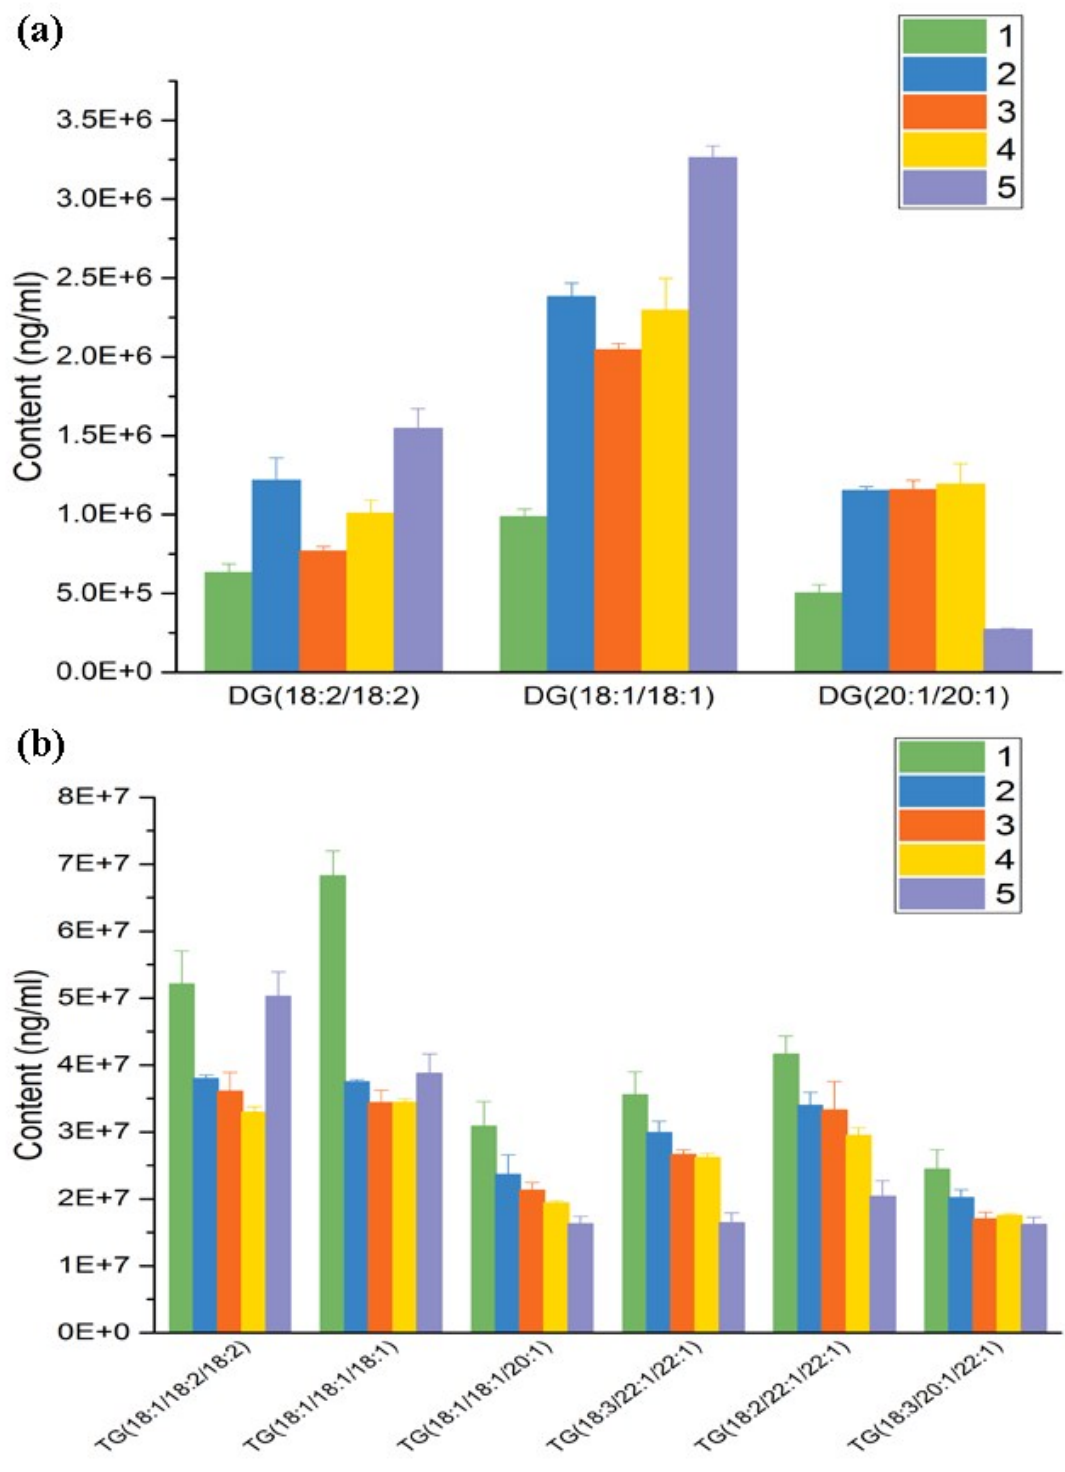 (a)
1
2
3
4
5
3.5E+6
3.0E+6
2.5E+6
2.0E+6
1.5E+6
1.0E+6
5.0E+5
0.0E+0
Content (ng/ml)
DG(18:2/18:2)
DG(18:1/18:1)
DG(20:1/20:1)
(b)
1
2
3
4
5
8E+7
7E+7
6E+7
5E+7
4E+7
3E+7
2E+7
1E+7
0E+0
Content (ng/ml)
TG(18:1/18:2/18:2)
TG(18:1/18:1/18:1)
TG(18:1/18:1/20:1)
TG(18:3/22:1/22:1)
TG(18:2/22:1/22:1)
TG(18:3/20:1/22:1)